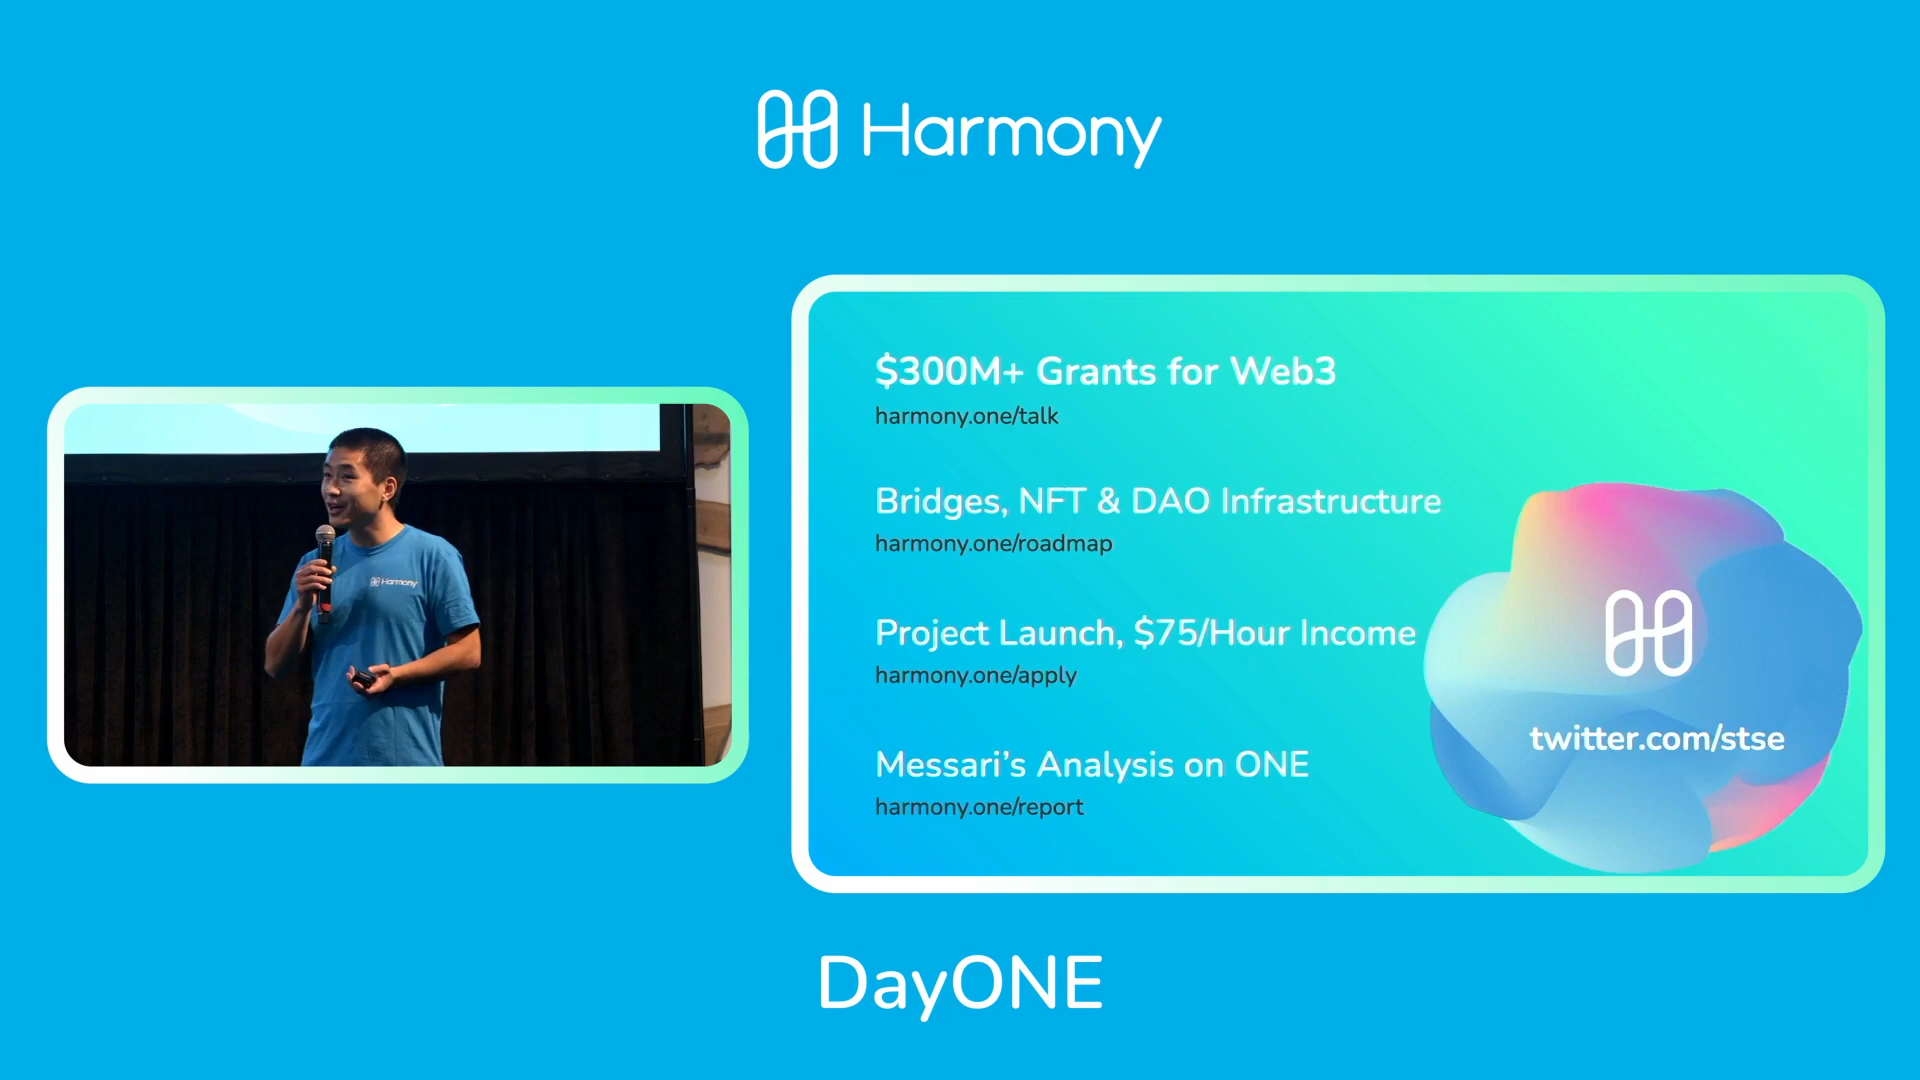 Harmony
Harmony
$300M+ Grants for Web3
harmony.one/talk
Bridges, NFT & DAO Infrastructure
harmony.one/roadmap
Project Launch, $75/Hour Income
harmony.one/apply
Messari’s Analysis on ONE
harmony.one/report
twitter.com/stse
DayONE